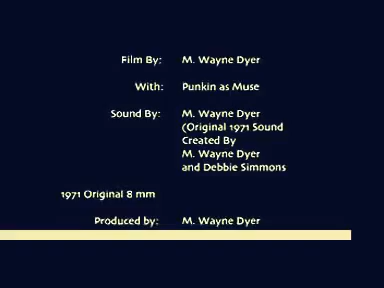 Film By: M. Wayne Dyer
With: Punkin as Muse
Sound By: M. Wayne Dyer
(Original 1971 Sound
Created By
M. Wayne Dyer
and Debbie Simmons
1971 Original 8 mm
Produced by: M. Wayne Dyer